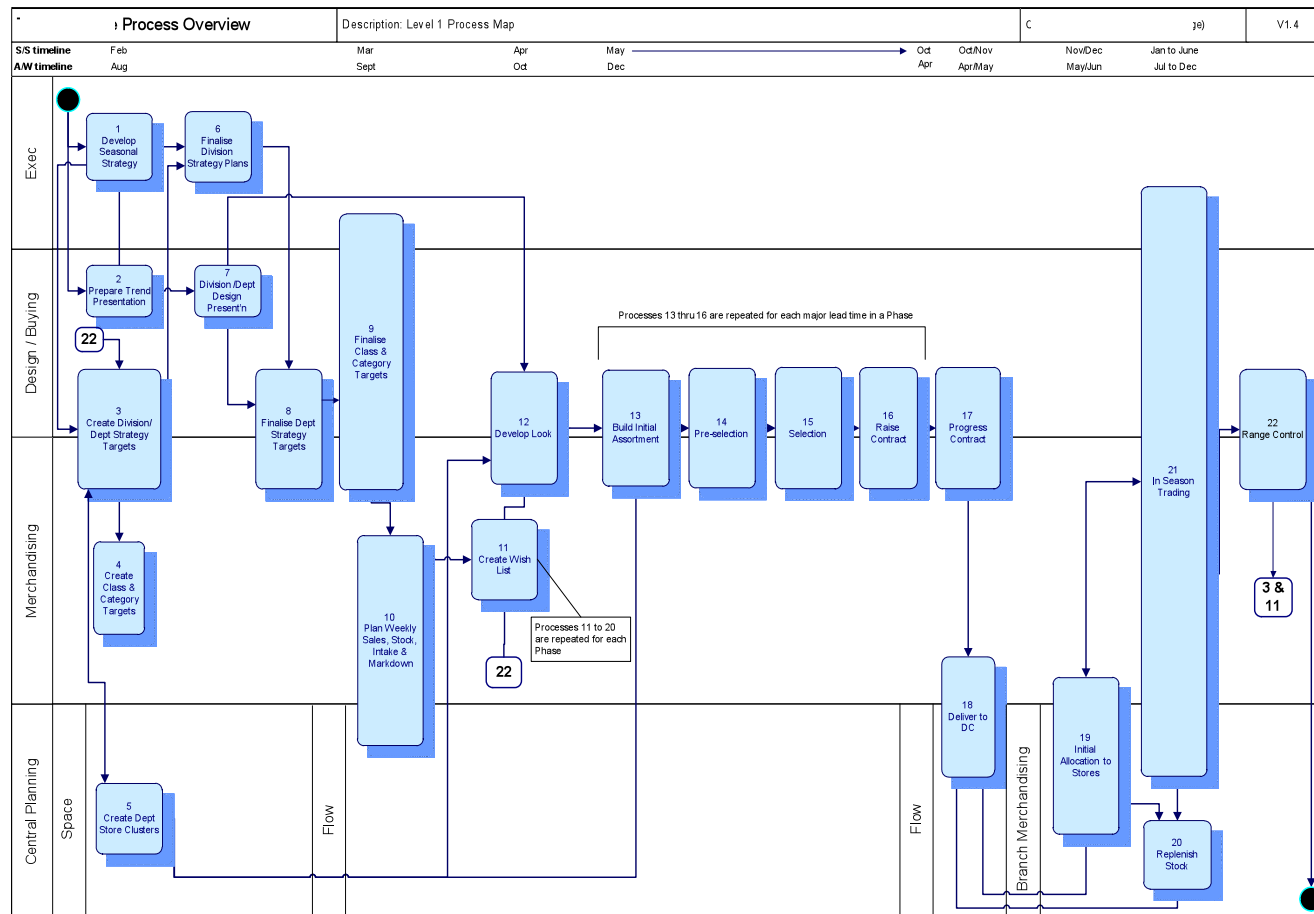 Process Overview
Description: Level 1 Process Map
V1.4
S/S timeline Feb Mar Apr May Oct Oct/Nov Nov/Dec Jan to June
A/W timeline Aug Sept Oct Dec Apr Apr/May May/Jun Jul to Dec
Exec
1
Develop
Seasonal
Strategy
6
Finalise
Division
Strategy Plans
Design / Buying
2
Prepare Trend
Presentation
7
Division /Dept
Design
Present'n
22
3
Create Division/
Dept Strategy
Targets
8
Finalise Dept
Strategy
Targets
9
Finalise
Class &
Category
Targets
Processes 13 thru 16 are repeated for each major lead time in a Phase
12
Develop Look
13
Build Initial
Assortment
14
Pre-selection
15
Selection
16
Raise
Contract
17
Progress
Contract
21
In Season
Trading
22
Range Control
Merchandising
4
Create
Class &
Category
Targets
10
Plan Weekly
Sales, Stock,
Intake &
Markdown
11
Create Wish
List
Processes 11 to 20
are repeated for each
Phase
22
3 &
11
Central Planning
Space
5
Create Dept
Store Clusters
Flow
Flow
18
Deliver to
DC
Branch Merchandising
19
Initial
Allocation to
Stores
20
Replenish
Stock